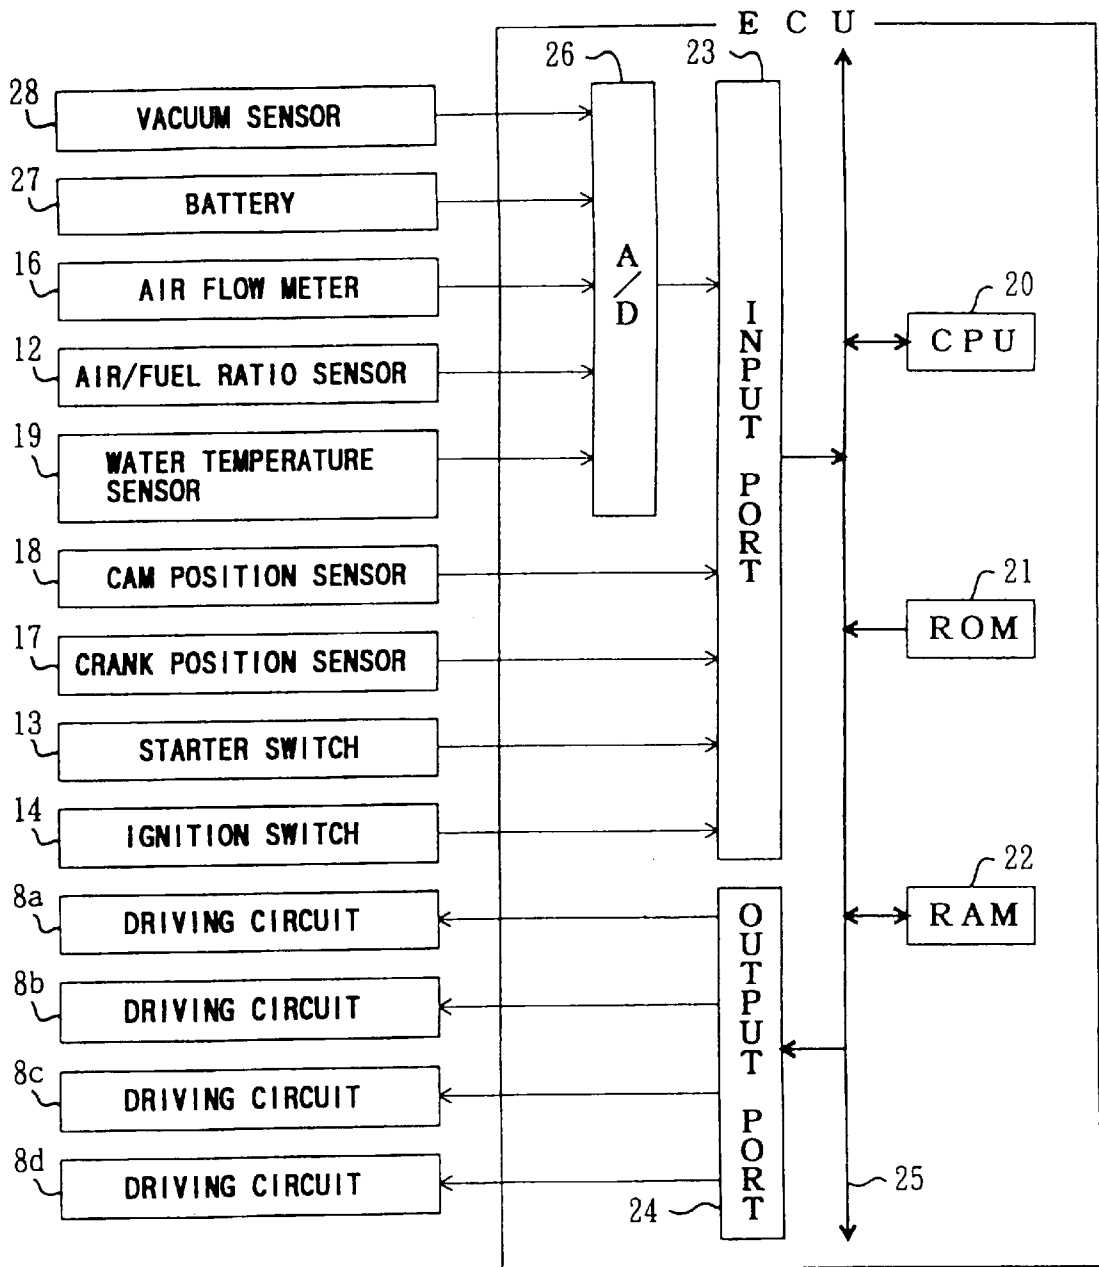 ECU
28
VACUUM SENSOR
27
BATTERY
16
AIR FLOW METER
12
AIR/FUEL RATIO SENSOR
19
WATER TEMPERATURE
SENSOR
18
CAM POSITION SENSOR
17
CRANK POSITION SENSOR
13
STARTER SWITCH
14
IGNITION SWITCH
8a
DRIVING CIRCUIT
8b
DRIVING CIRCUIT
8c
DRIVING CIRCUIT
8d
DRIVING CIRCUIT
26
A/D
23
INPUT PORT
24
OUTPUT PORT
20
CPU
21
ROM
22
RAM
25